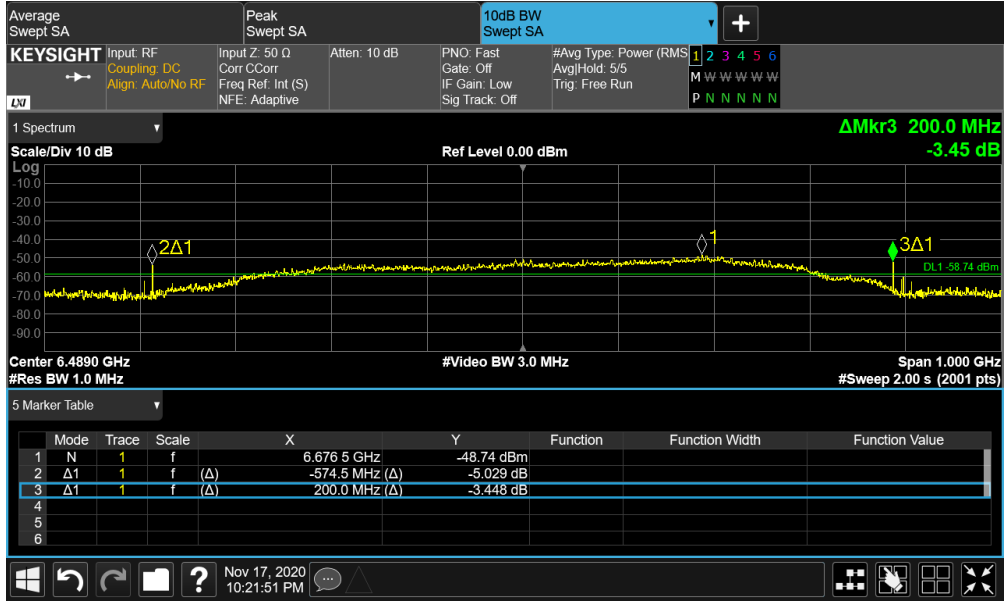 Average
Swept SA
Peak
Swept SA
10dB BW
Swept SA
KEYSIGHT
LXI
Input: RF
Coupling: DC
Align: Auto/No RF
Input Z: 50 Ω
Corr CCorr
Freq Ref: Int (S)
NFE: Adaptive
Atten: 10 dB
PNO: Fast
Gate: Off
IF Gain: Low
Sig Track: Off
#Avg Type: Power (RMS
Avg|Hold: 5/5
Trig: Free Run
1 2 3 4 5 6
M W W W W W
P N N N N N
1 Spectrum
ΔMkr3 200.0 MHz
-3.45 dB
Scale/Div 10 dB
Ref Level 0.00 dBm
Log
-10.0
-20.0
-30.0
-40.0
-50.0
-60.0
-70.0
-80.0
-90.0
2Δ1
1
3Δ1
DL1 -58.74 dBm
Center 6.4890 GHz
#Video BW 3.0 MHz
Span 1.000 GHz
#Res BW 1.0 MHz
#Sweep 2.00 s (2001 pts)
5 Marker Table
Mode Trace Scale X Y Function Function Width Function Value
1 N 1 f 6.676 5 GHz -48.74 dBm
2 Δ1 1 f (Δ) -574.5 MHz (Δ) -5.029 dB
3 Δ1 1 f (Δ) 200.0 MHz (Δ) -3.448 dB
4
5
6
?
Nov 17, 2020
10:21:51 PM